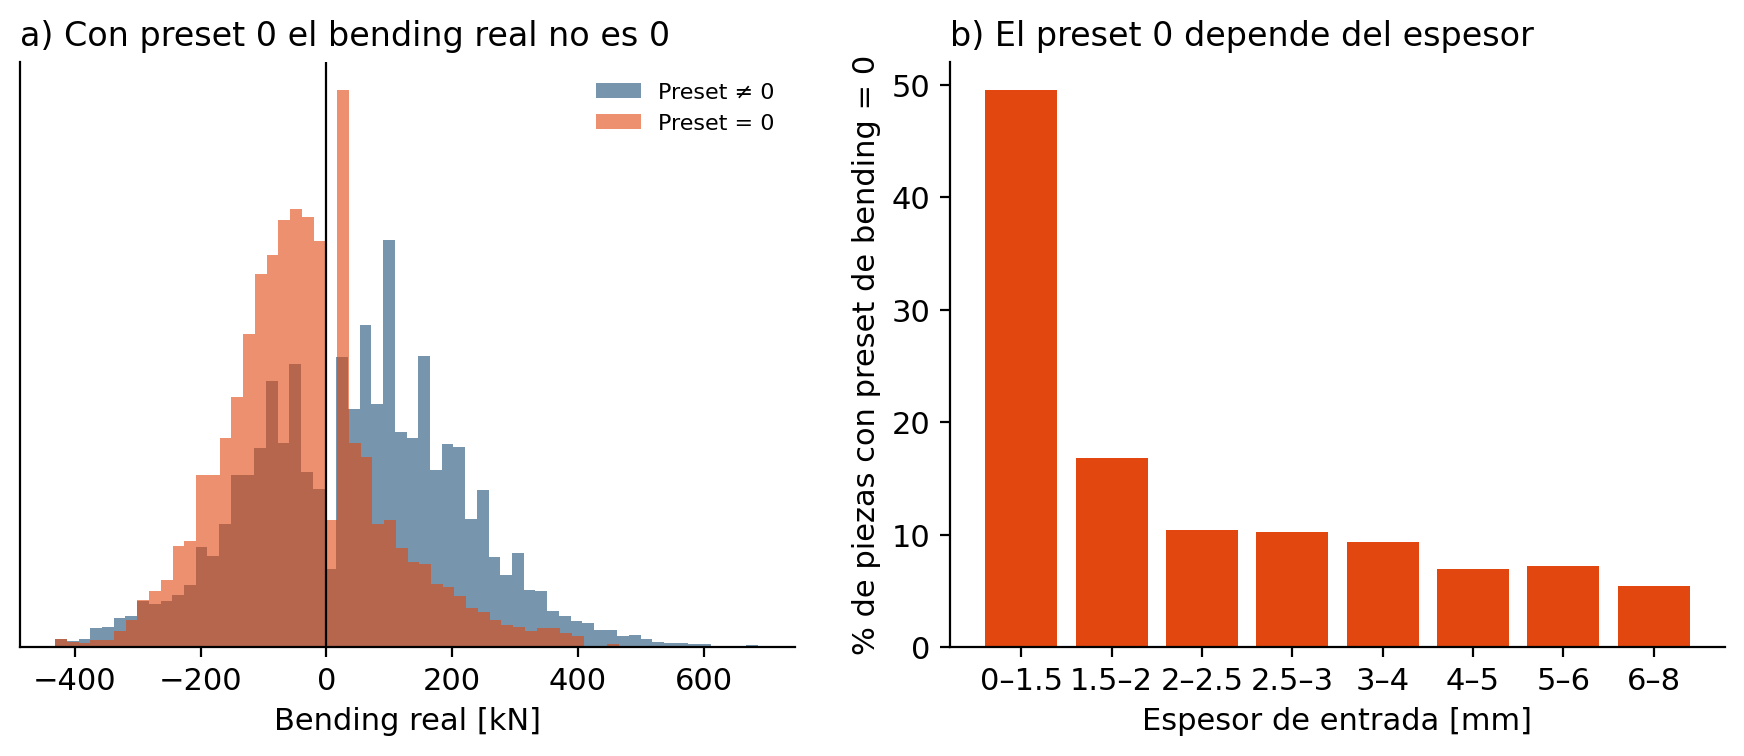 a) Con preset 0 el bending real no es 0
Preset ≠ 0
Preset = 0
−400 −200 0 200 400 600
Bending real [kN]
b) El preset 0 depende del espesor
% de piezas con preset de bending = 0
50
40
30
20
10
0
0–1.5 1.5–2 2–2.5 2.5–3 3–4 4–5 5–6 6–8
Espesor de entrada [mm]